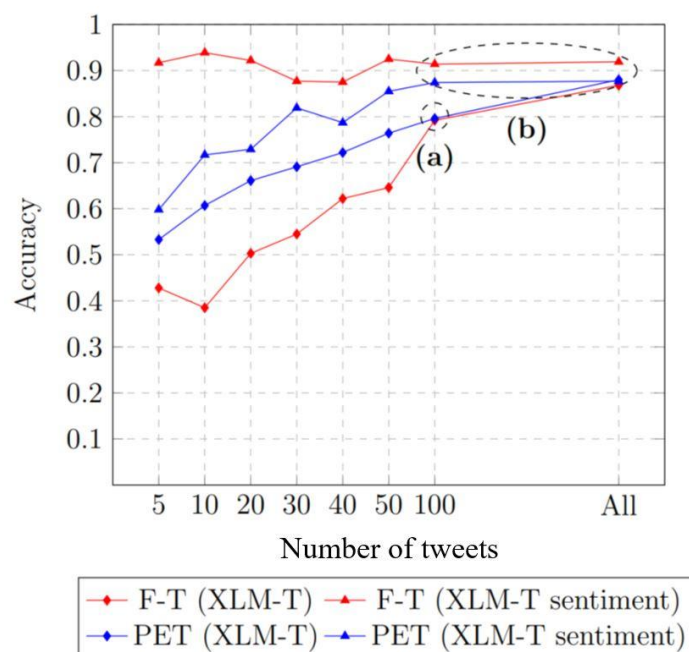 1
0.9
0.8
0.7
0.6
0.5
0.4
0.3
0.2
0.1
Accuracy
(a)
(b)
5 10 20 30 40 50 100 All
Number of tweets
F-T (XLM-T) F-T (XLM-T sentiment)
PET (XLM-T) PET (XLM-T sentiment)